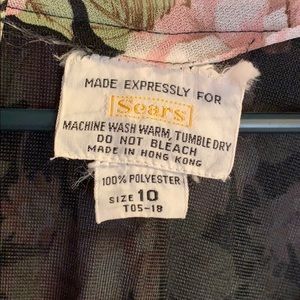 MADE EXPRESSLY FOR
Sears
MACHINE WASH WARM, TUMBLE DRY
DO NOT BLEACH
MADE IN HONG KONG
100% POLYESTER
SIZE 10
T05-18